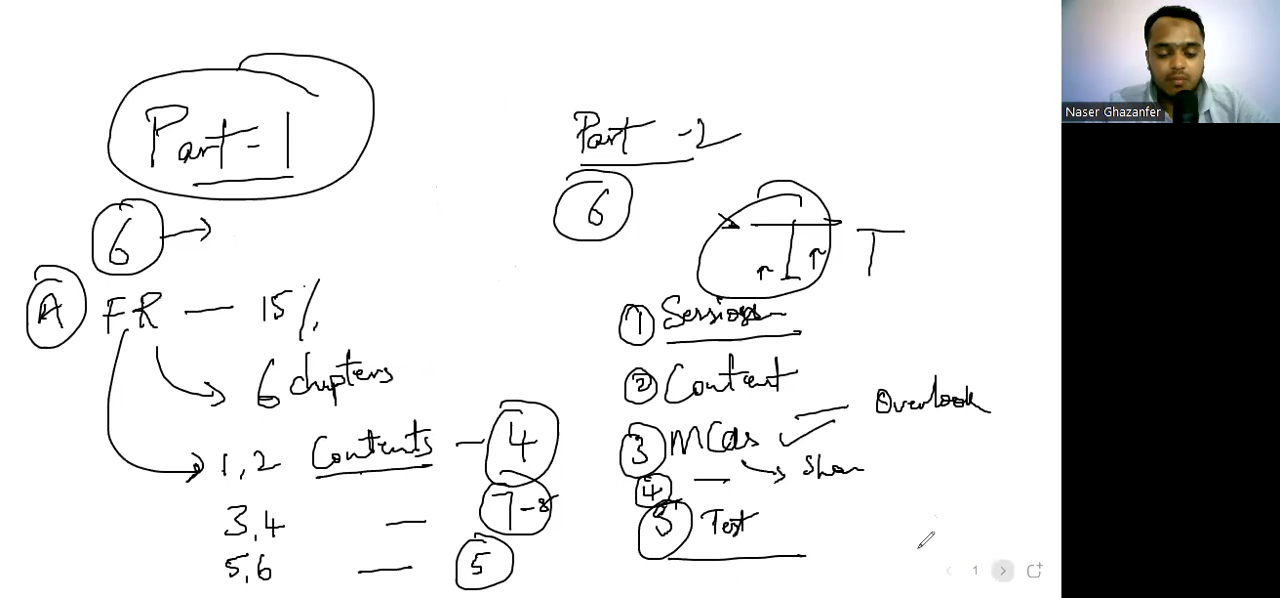 Part - 1
6 →
A FR — 15%
6 chapters
1,2 Contents — 4
3,4 — 7-8
5,6 — 5
Part - 2
6
T
1 Sessions
2 Content
3 MCQs ✓ Overlook
4 —
5 Test
Naser Ghazanfer
1